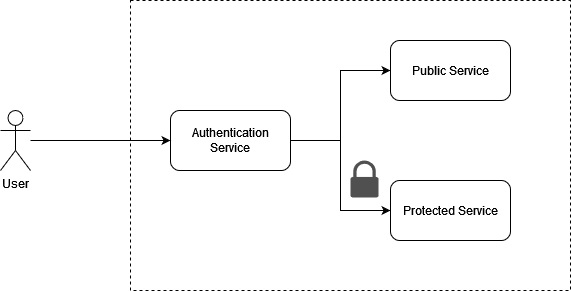 Public Service
Authentication
Service
User
Protected Service